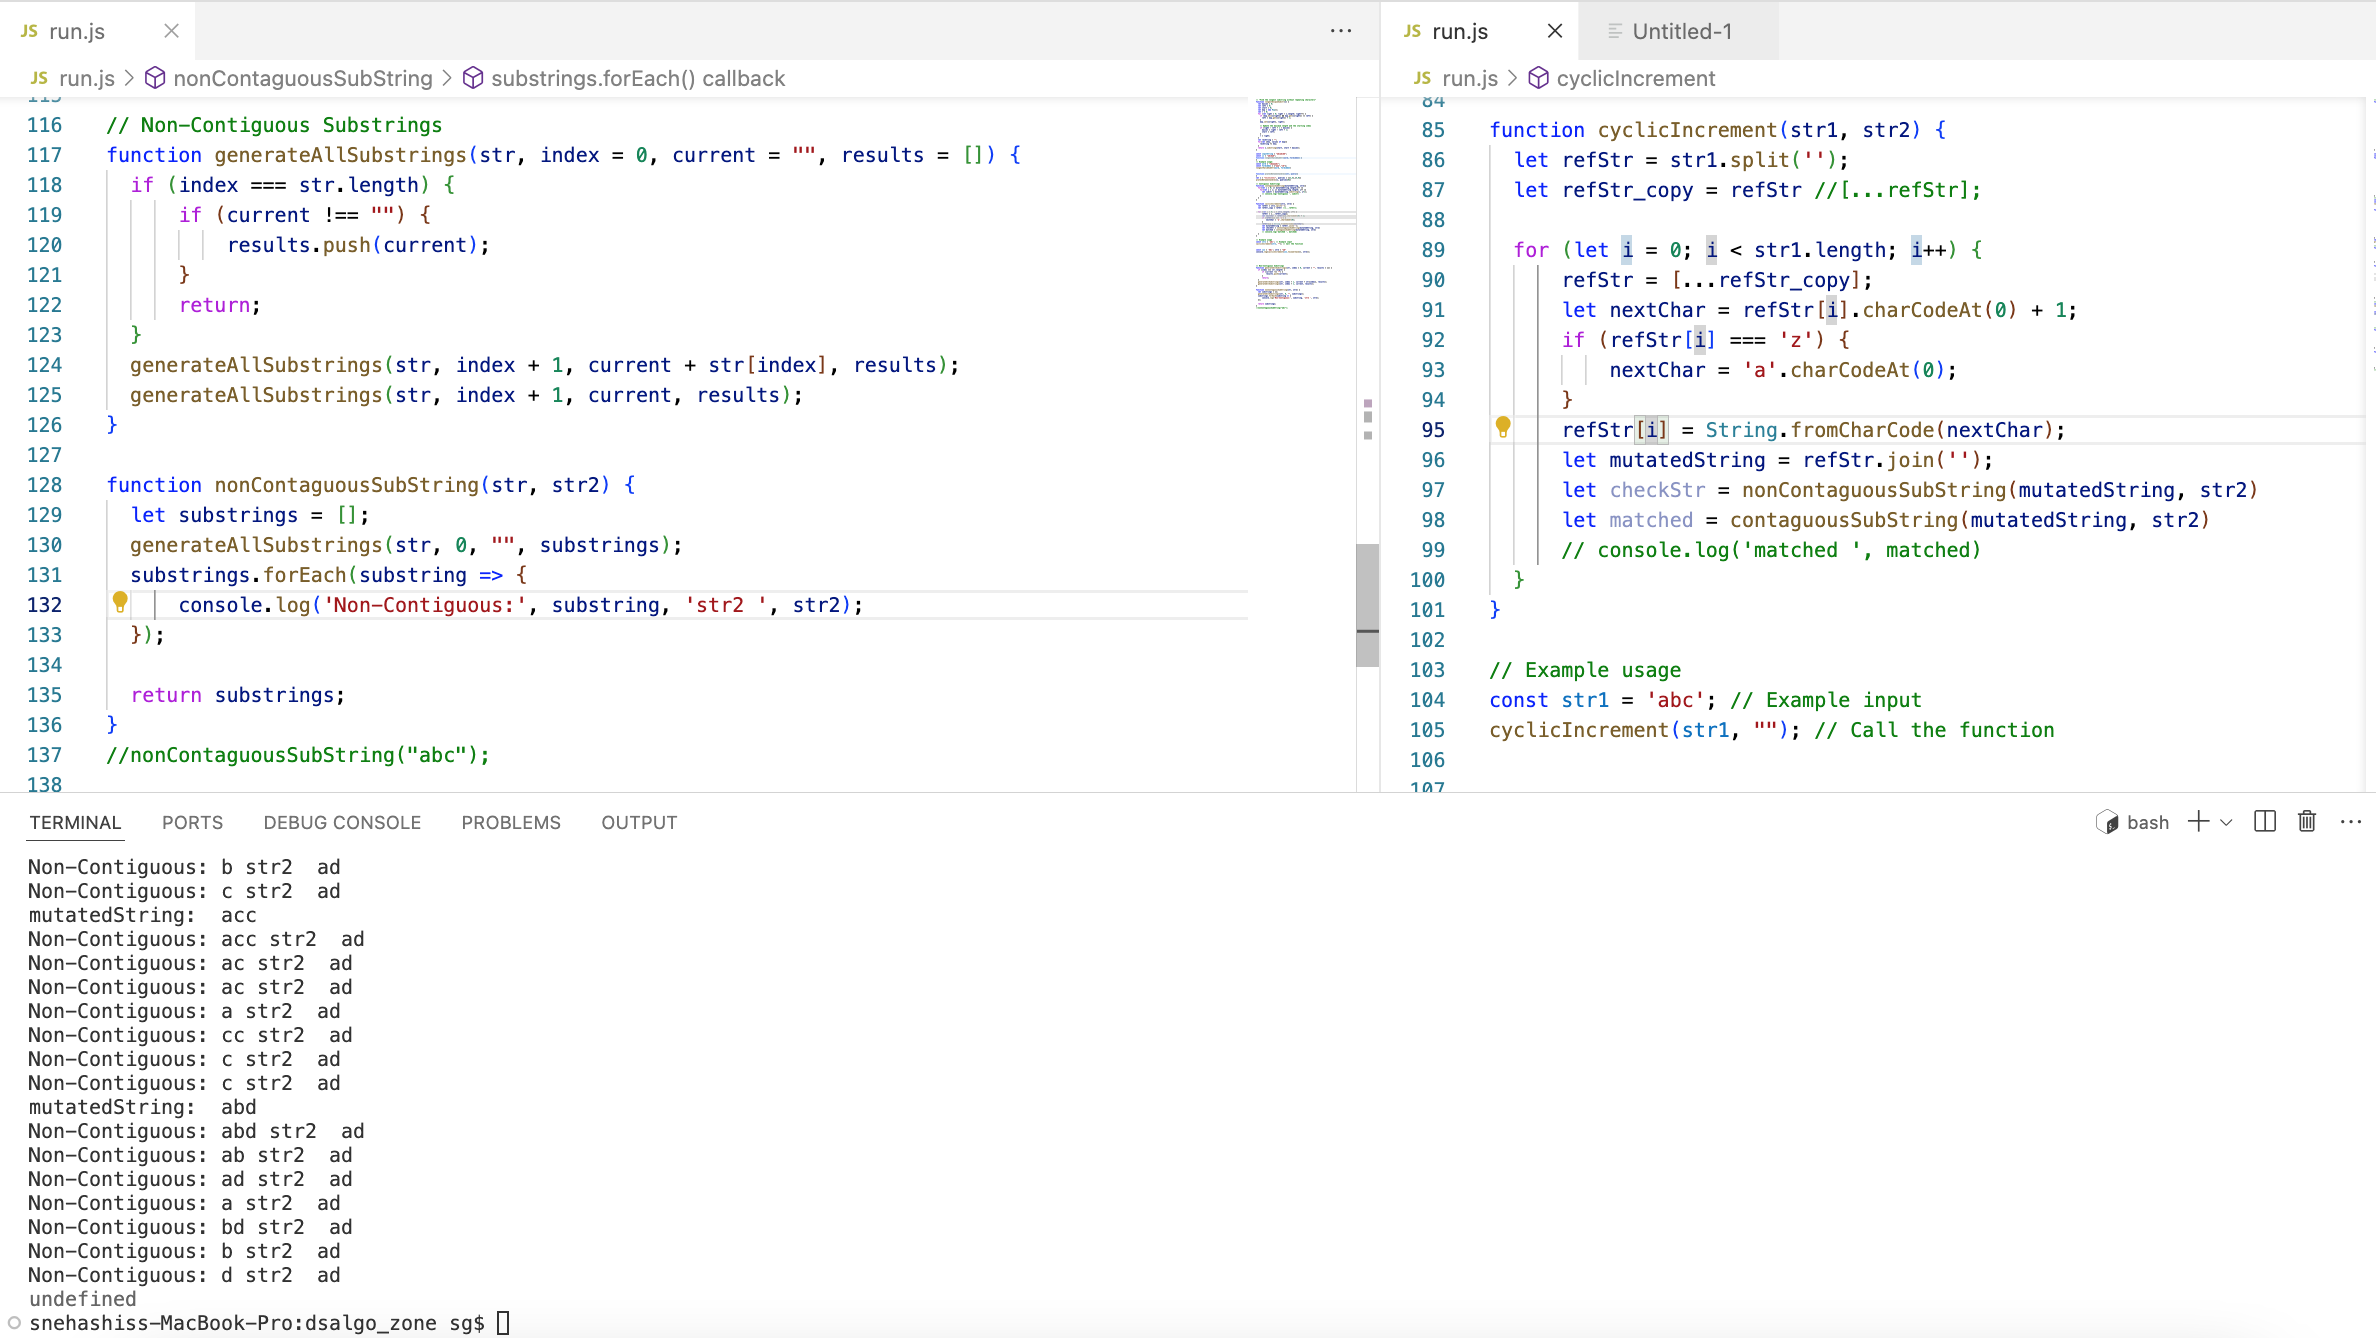 JS run.js
JS run.js > nonContaguousSubString > substrings.forEach() callback
115
116 // Non-Contiguous Substrings
117 function generateAllSubstrings(str, index = 0, current = "", results = []) {
118 if (index === str.length) {
119 if (current !== "") {
120 results.push(current);
121 }
122 return;
123 }
124 generateAllSubstrings(str, index + 1, current + str[index], results);
125 generateAllSubstrings(str, index + 1, current, results);
126 }
127
128 function nonContaguousSubString(str, str2) {
129 let substrings = [];
130 generateAllSubstrings(str, 0, "", substrings);
131 substrings.forEach(substring => {
132 console.log('Non-Contiguous:', substring, 'str2 ', str2);
133 });
134
135 return substrings;
136 }
137 //nonContaguousSubString("abc");
138
JS run.js Untitled-1
JS run.js > cyclicIncrement
84
85 function cyclicIncrement(str1, str2) {
86 let refStr = str1.split('');
87 let refStr_copy = refStr //[...refStr];
88
89 for (let i = 0; i < str1.length; i++) {
90 refStr = [...refStr_copy];
91 let nextChar = refStr[i].charCodeAt(0) + 1;
92 if (refStr[i] === 'z') {
93 nextChar = 'a'.charCodeAt(0);
94 }
95 refStr[i] = String.fromCharCode(nextChar);
96 let mutatedString = refStr.join('');
97 let checkStr = nonContaguousSubString(mutatedString, str2)
98 let matched = contaguousSubString(mutatedString, str2)
99 // console.log('matched ', matched)
100 }
101 }
102
103 // Example usage
104 const str1 = 'abc'; // Example input
105 cyclicIncrement(str1, ""); // Call the function
106
107
TERMINAL PORTS DEBUG CONSOLE PROBLEMS OUTPUT
bash
Non-Contiguous: b str2  ad
Non-Contiguous: c str2  ad
mutatedString:  acc
Non-Contiguous: acc str2  ad
Non-Contiguous: ac str2  ad
Non-Contiguous: ac str2  ad
Non-Contiguous: a str2  ad
Non-Contiguous: cc str2  ad
Non-Contiguous: c str2  ad
Non-Contiguous: c str2  ad
mutatedString:  abd
Non-Contiguous: abd str2  ad
Non-Contiguous: ab str2  ad
Non-Contiguous: ad str2  ad
Non-Contiguous: a str2  ad
Non-Contiguous: bd str2  ad
Non-Contiguous: b str2  ad
Non-Contiguous: d str2  ad
undefined
snehashiss-MacBook-Pro:dsalgo_zone sg$